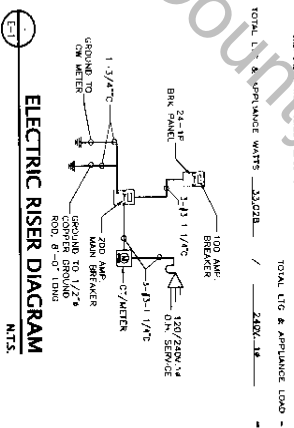 TOTAL LTG & APPLIANCE LOAD -
TOTAL LTG & APPLIANCE WATTS 33,028 / 240V. 1ø =
ounty
100 AMP.
BREAKER
24-1P
BRK PANEL
3-#3-1 1/4"C
120/240V.1ø
O.H. SERVICE
3-#3-1 1/4"C
CT/METER
200 AMP.
MAIN BREAKER
1 -3/4"C
GROUND TO
CW METER
GROUND TO 1/2"ø
COPPER GROUND
ROD, 8'-0" LONG
E-1
ELECTRIC RISER DIAGRAM
N.T.S.